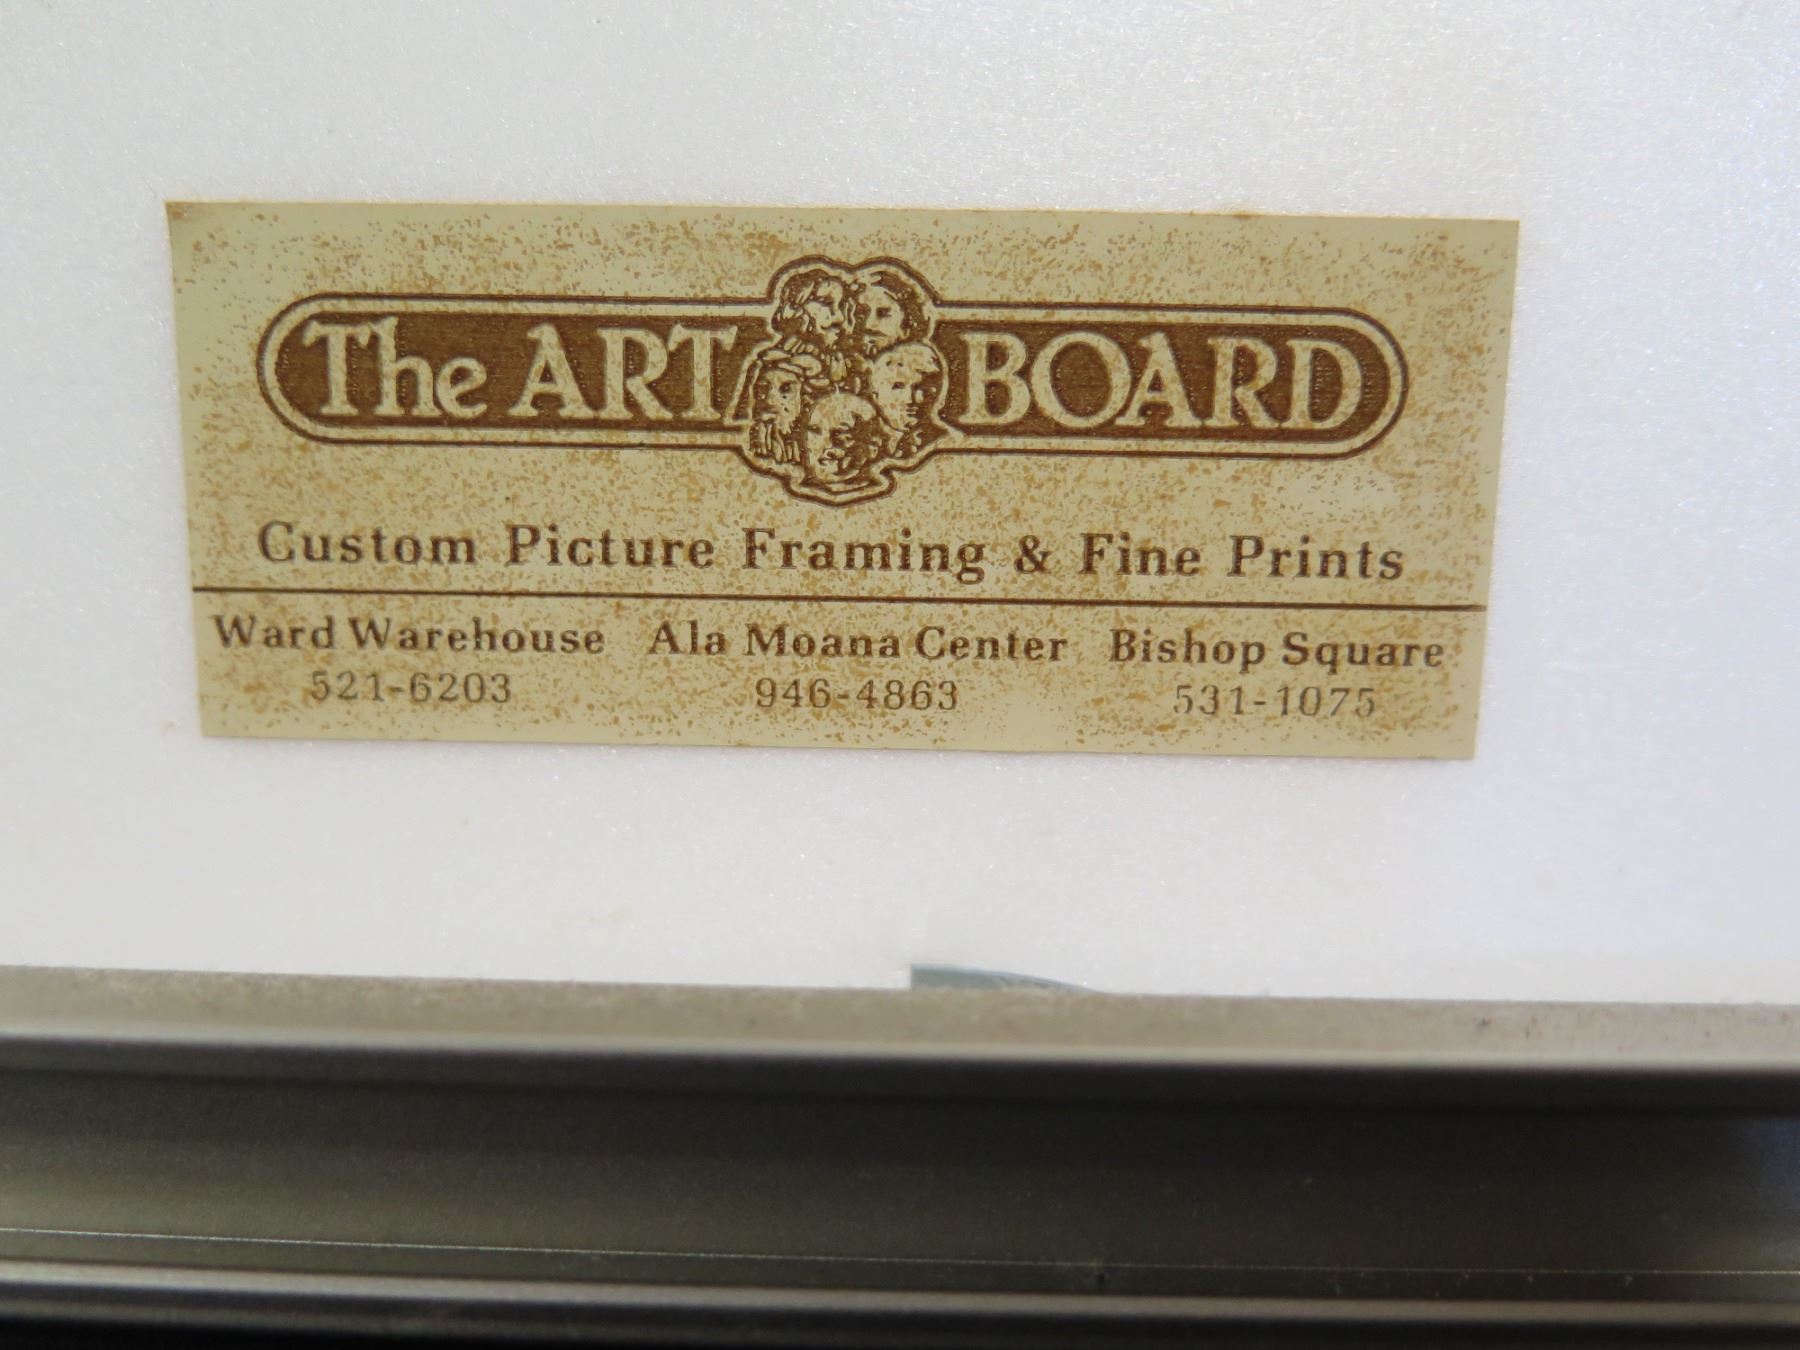 The ART BOARD
Custom Picture Framing & Fine Prints
Ward Warehouse Ala Moana Center Bishop Square
521-6203 946-4863 531-1075